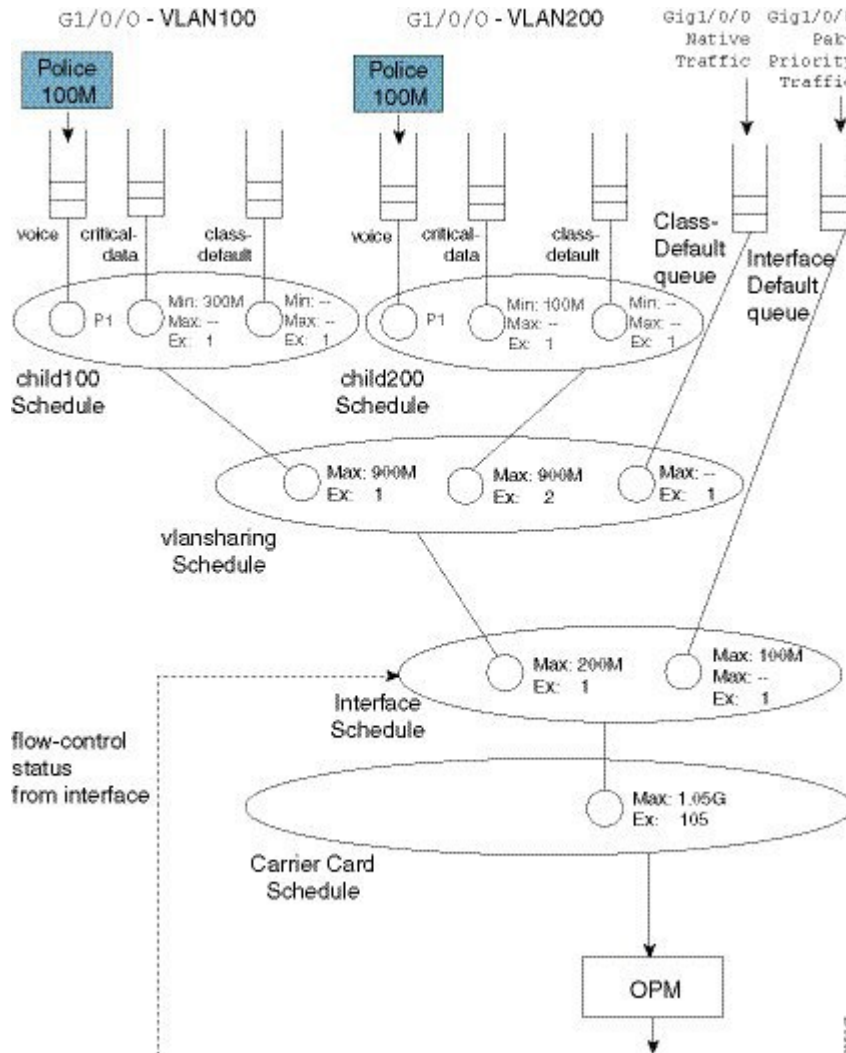 G1/0/0 - VLAN100
G1/0/0 - VLAN200
Gig1/0/0
Native
Traffic
Gig1/0/
Pak
Priority
Traffic
Police
100M
Police
100M
voice
critical-
data
class-
default
voice
critical-
data
class-
default
Class-
Default
queue
Interface
Default
queue
P1
Min: 300M
Max: --
Ex: 1
Min: --
Max: --
Ex: 1
P1
Min: 100M
Max: --
Ex: 1
Min: --
Max: --
Ex: 1
child100
Schedule
child200
Schedule
Max: 900M
Ex: 1
Max: 900M
Ex: 2
Max: --
Ex: 1
vlansharing
Schedule
Max: 200M
Ex: 1
Max: 100M
Max: --
Ex: 1
Interface
Schedule
flow-control
status
from interface
Max: 1.05G
Ex: 105
Carrier Card
Schedule
OPM